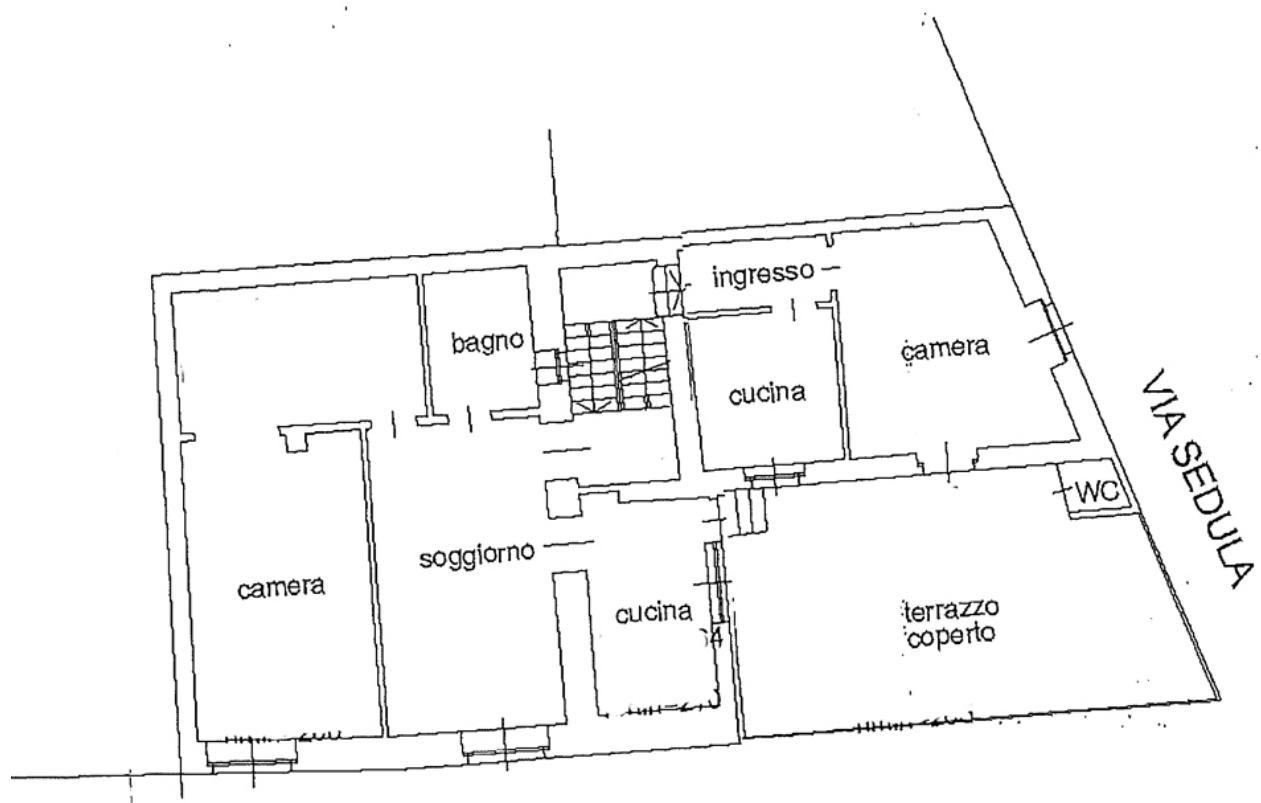 ingresso
bagno
camera
cucina
VIA SEDULA
WC
soggiorno
camera
cucina
terrazzo
coperto